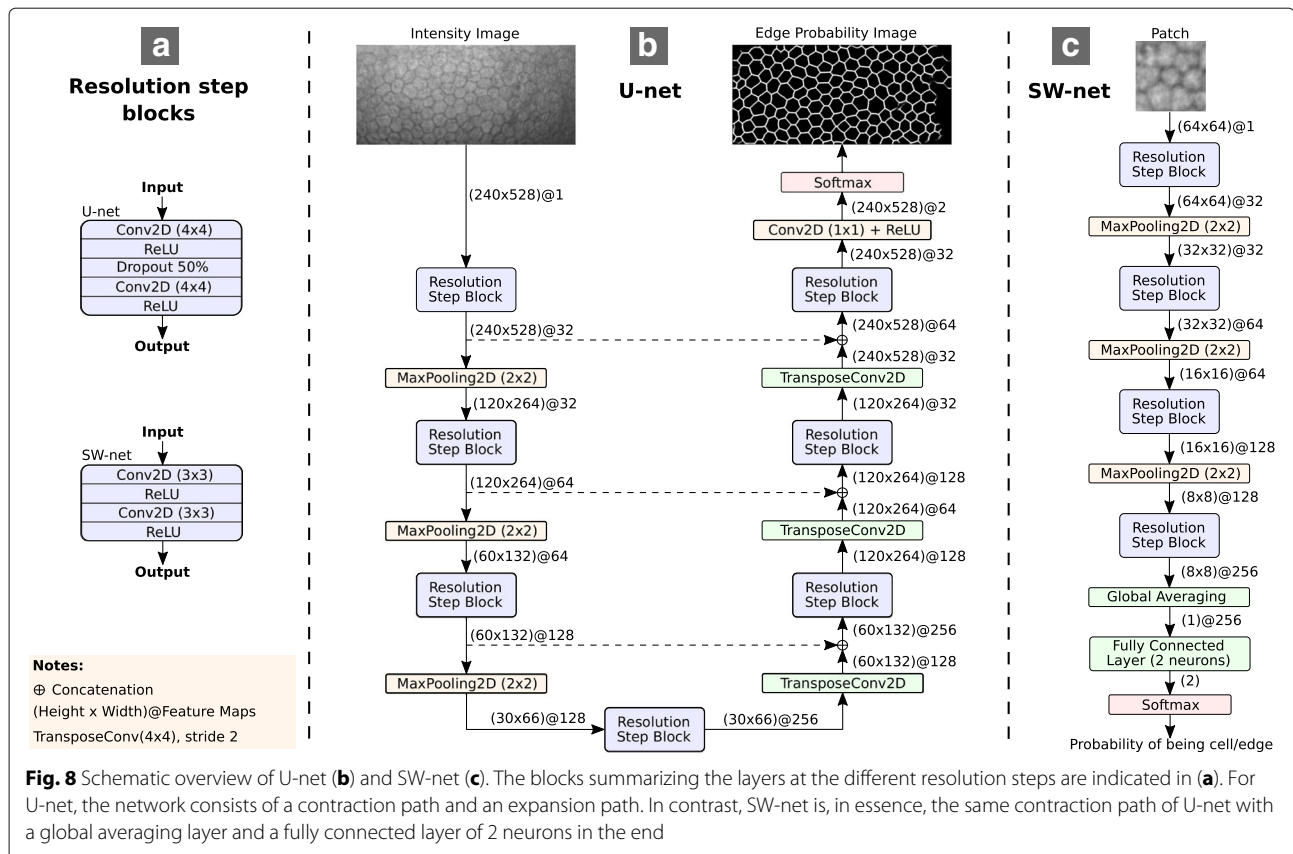 a
Resolution step
blocks
Input
U-net
Conv2D (4x4)
ReLU
Dropout 50%
Conv2D (4x4)
ReLU
Output
Input
SW-net
Conv2D (3x3)
ReLU
Conv2D (3x3)
ReLU
Output
Notes:
⊕ Concatenation
(Height x Width)@Feature Maps
TransposeConv(4x4), stride 2
b
U-net
Intensity Image
(240x528)@1
Resolution
Step Block
(240x528)@32
MaxPooling2D (2x2)
(120x264)@32
Resolution
Step Block
(120x264)@64
MaxPooling2D (2x2)
(60x132)@64
Resolution
Step Block
(60x132)@128
MaxPooling2D (2x2)
(30x66)@128
Resolution
Step Block
(30x66)@256
Edge Probability Image
Softmax
(240x528)@2
Conv2D (1x1) + ReLU
(240x528)@32
Resolution
Step Block
(240x528)@64
⊕
(240x528)@32
TransposeConv2D
(120x264)@32
Resolution
Step Block
(120x264)@128
⊕
(120x264)@64
TransposeConv2D
(120x264)@128
Resolution
Step Block
(60x132)@256
⊕
(60x132)@128
TransposeConv2D
c
SW-net
Patch
(64x64)@1
Resolution
Step Block
(64x64)@32
MaxPooling2D (2x2)
(32x32)@32
Resolution
Step Block
(32x32)@64
MaxPooling2D (2x2)
(16x16)@64
Resolution
Step Block
(16x16)@128
MaxPooling2D (2x2)
(8x8)@128
Resolution
Step Block
(8x8)@256
Global Averaging
(1)@256
Fully Connected
Layer (2 neurons)
(2)
Softmax
Probability of being cell/edge
Fig. 8 Schematic overview of U-net (b) and SW-net (c). The blocks summarizing the layers at the different resolution steps are indicated in (a). For
U-net, the network consists of a contraction path and an expansion path. In contrast, SW-net is, in essence, the same contraction path of U-net with
a global averaging layer and a fully connected layer of 2 neurons in the end